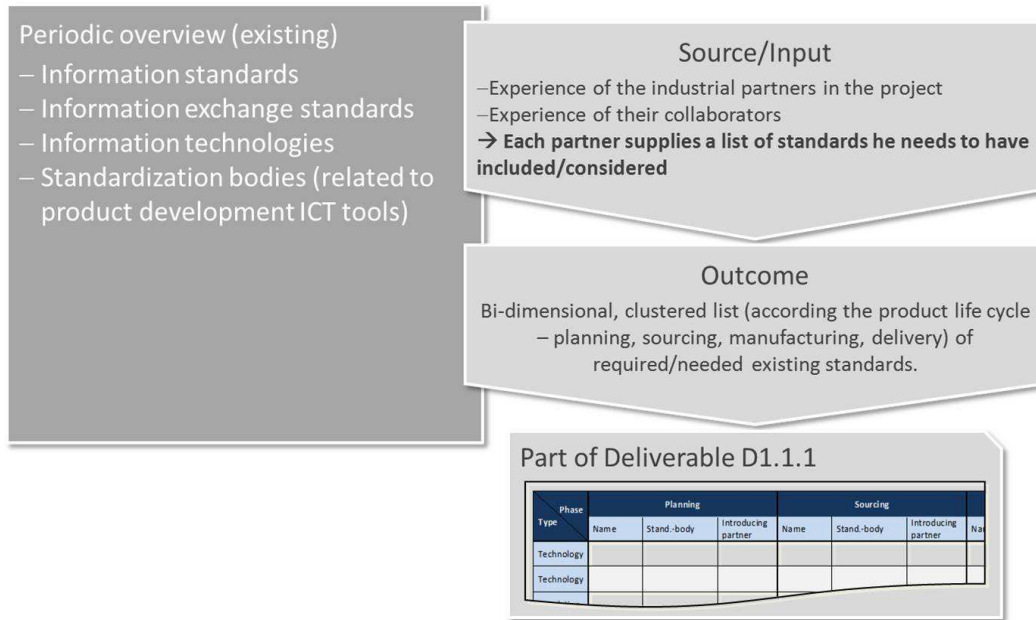 Periodic overview (existing)
– Information standards
– Information exchange standards
– Information technologies
– Standardization bodies (related to
product development ICT tools)
Source/Input
–Experience of the industrial partners in the project
–Experience of their collaborators
→ Each partner supplies a list of standards he needs to have
included/considered
Outcome
Bi-dimensional, clustered list (according the product life cycle
– planning, sourcing, manufacturing, delivery) of
required/needed existing standards.
Part of Deliverable D1.1.1
Phase Planning Sourcing
Type Name Stand.-body Introducing partner Name Stand.-body Introducing partner
Technology
Technology